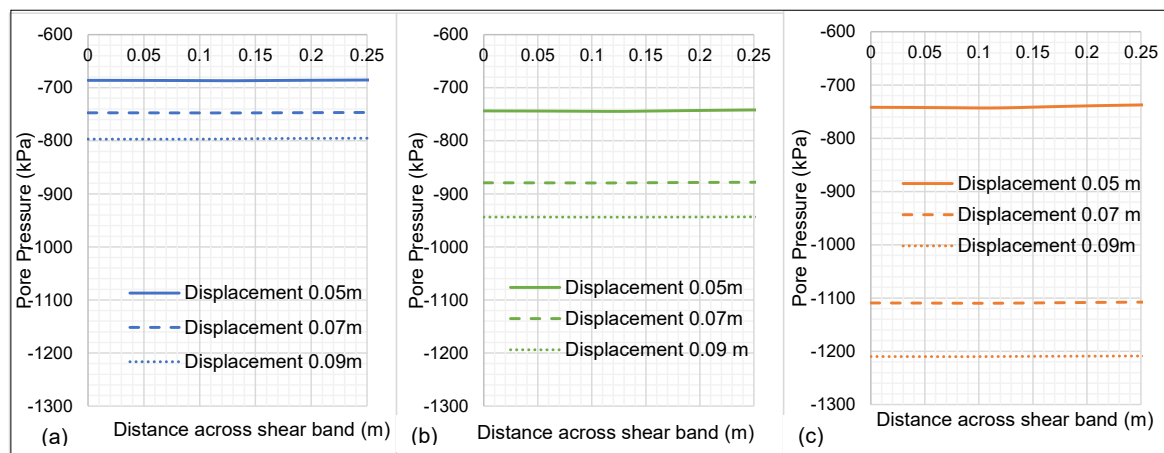 -600
0 0.05 0.1 0.15 0.2 0.25
-700
-800
-900
-1000
-1100
-1200
-1300
Pore Pressure (kPa)
Displacement 0.05m
Displacement 0.07m
Displacement 0.09m
(a) Distance across shear band (m)
-600
0 0.05 0.1 0.15 0.2 0.25
-700
-800
-900
-1000
-1100
-1200
-1300
Pore Pressure (kPa)
Displacement 0.05m
Displacement 0.07m
Displacement 0.09 m
(b) Distance across shear band (m)
-600
0 0.05 0.1 0.15 0.2 0.25
-700
-800
-900
-1000
-1100
-1200
-1300
Pore Pressure (kPa)
Displacement 0.05 m
Displacement 0.07 m
Displacement 0.09m
Distance across shear band (m)
(c)